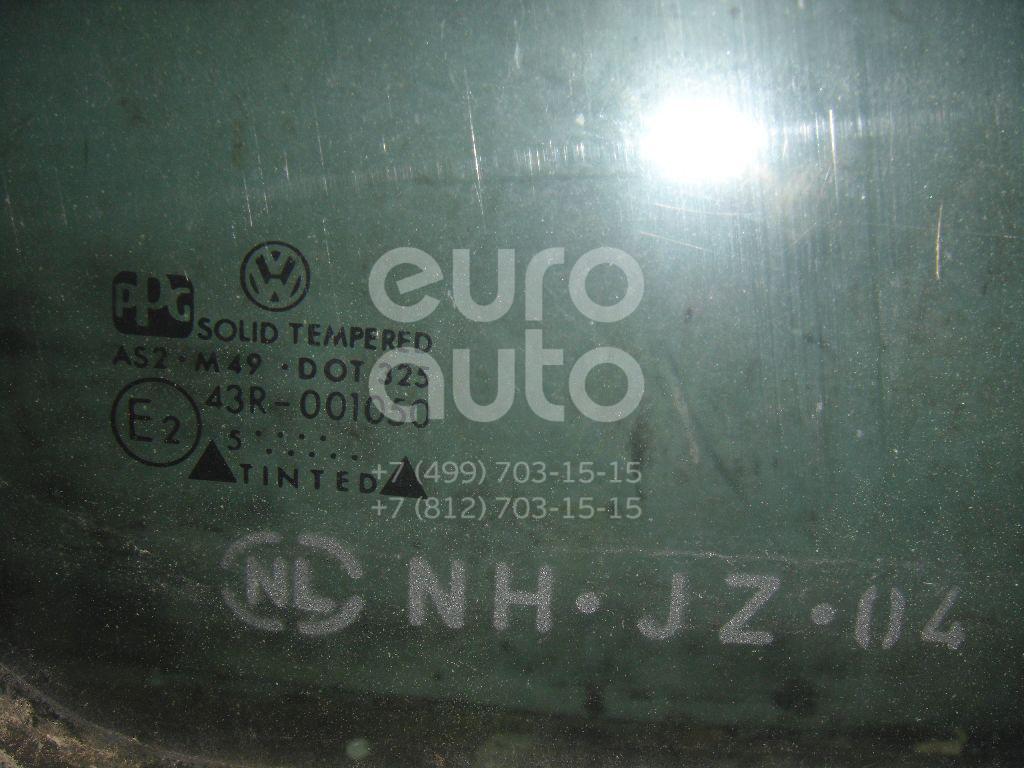 euro
auto
PPG
SOLID TEMPERED
AS2·M49·DOT 325
E2 43R-001050
5
TINTED
+7 (499) 703-15-15
+7 (812) 703-15-15
NL NH·JZ·04